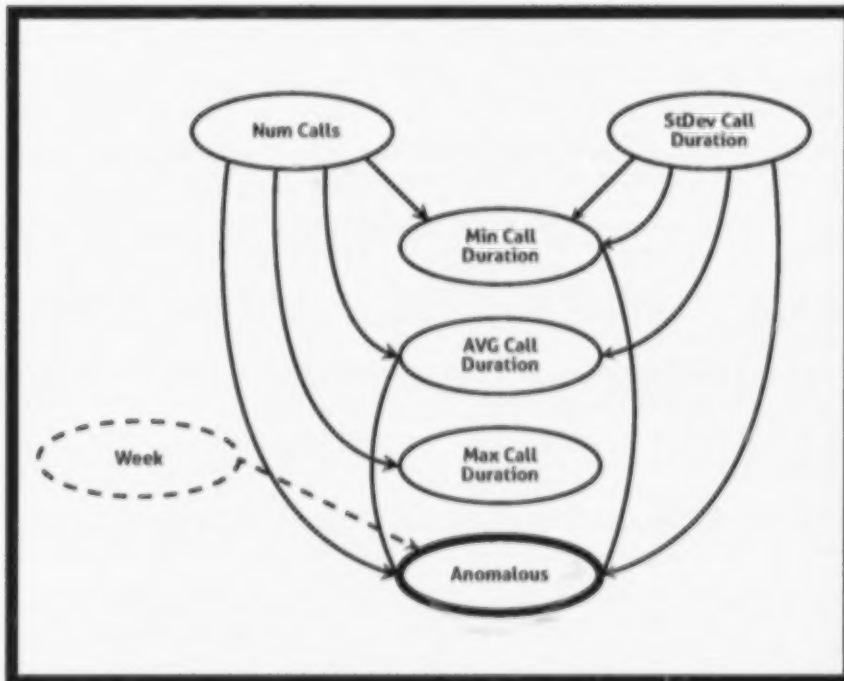 Num Calls
StDev Call
Duration
Min Call
Duration
AVG Call
Duration
Week
Max Call
Duration
Anomalous